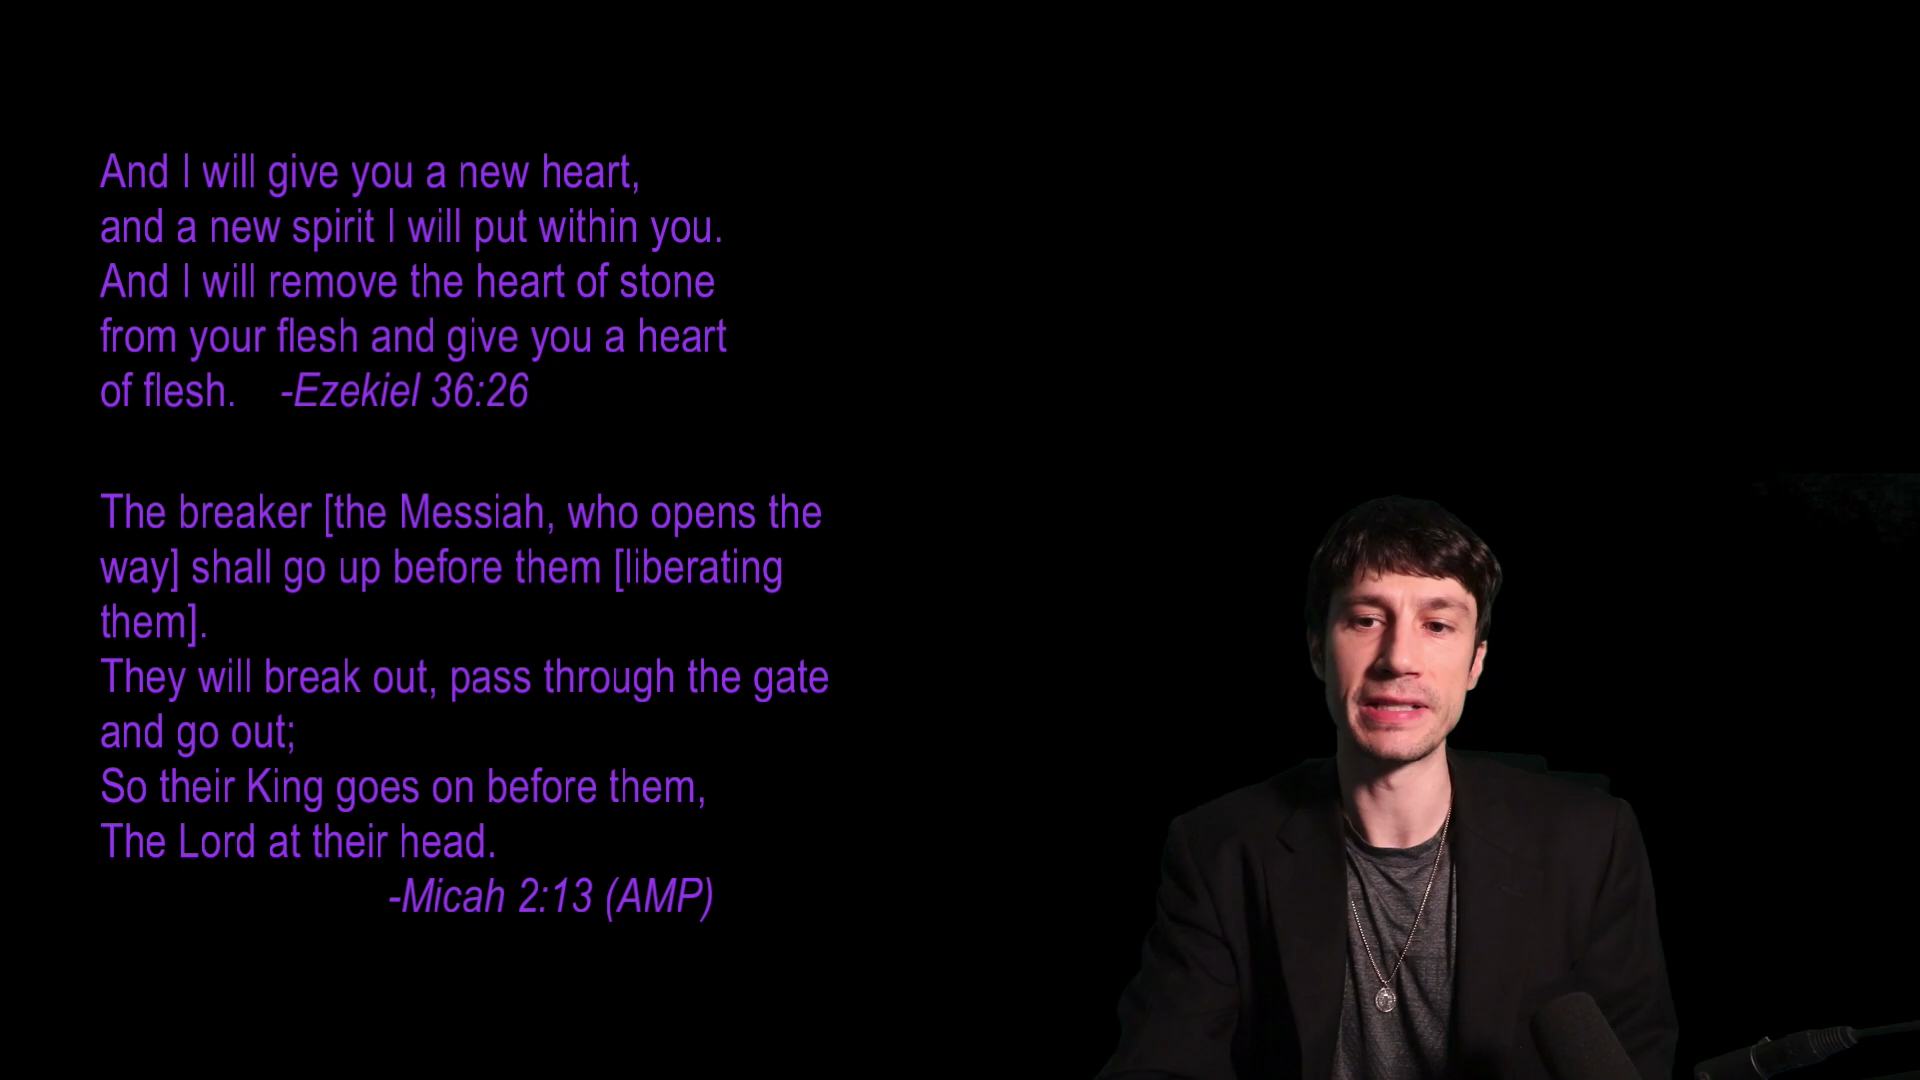 And I will give you a new heart,
and a new spirit I will put within you.
And I will remove the heart of stone
from your flesh and give you a heart
of flesh. -Ezekiel 36:26
The breaker [the Messiah, who opens the
way] shall go up before them [liberating
them].
They will break out, pass through the gate
and go out;
So their King goes on before them,
The Lord at their head.
-Micah 2:13 (AMP)